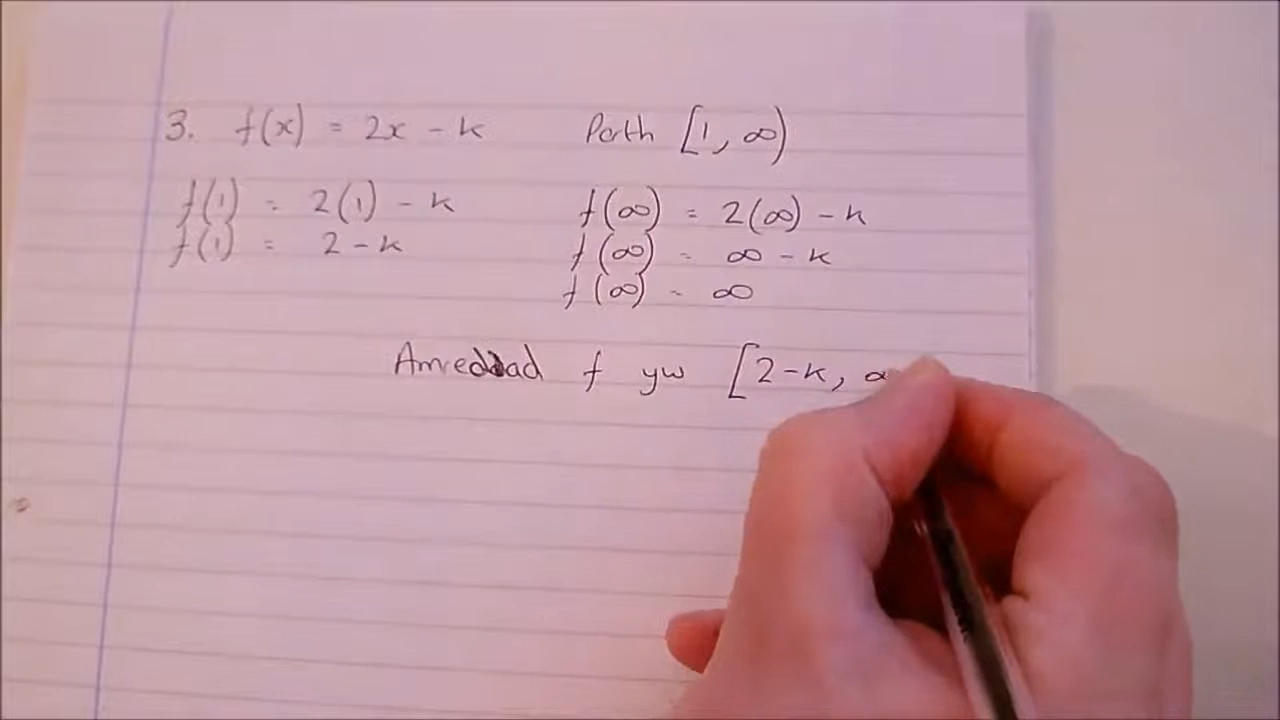 3. f(x) = 2x - k Parth [1, ∞)
f(1) = 2(1) - k f(∞) = 2(∞) - k
f(1) = 2 - k f(∞) = ∞ - k
f(∞) = ∞
Amrediad f yw [2-k, ∞